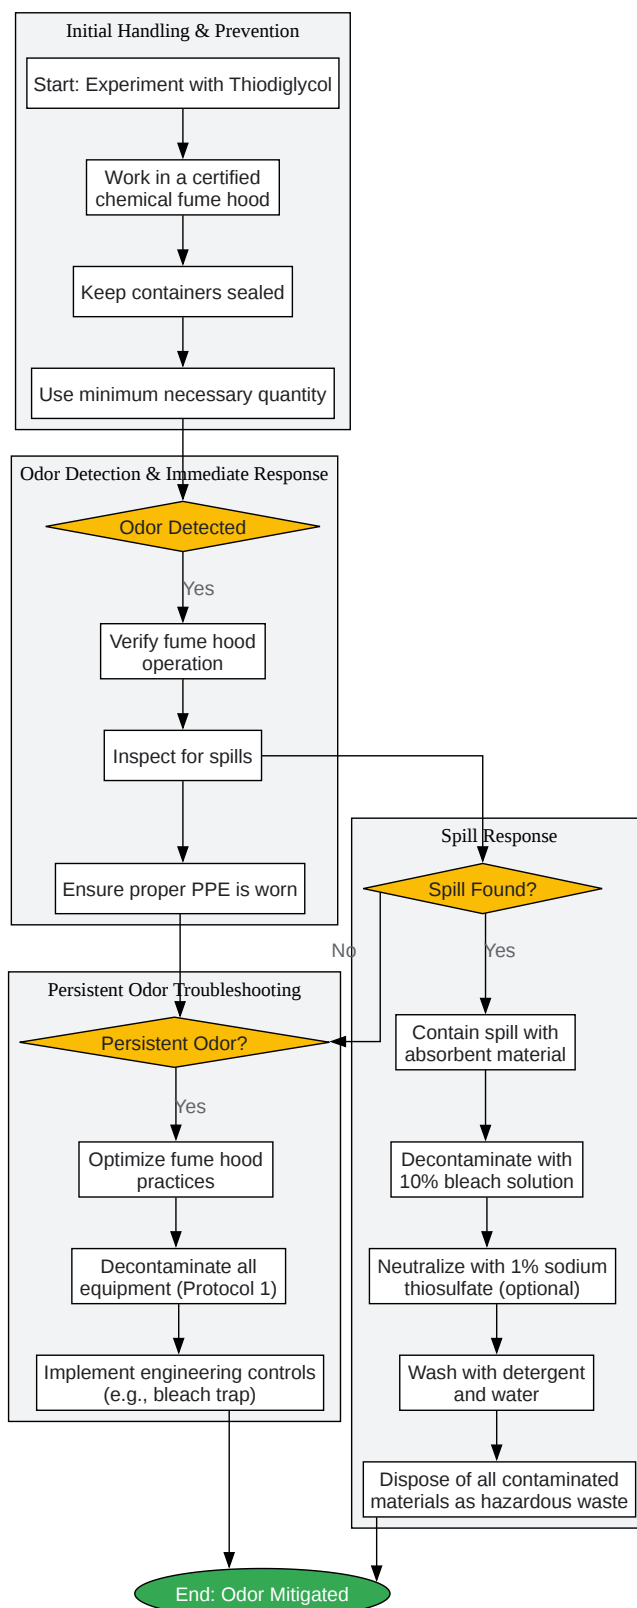 Initial Handling & Prevention
Start: Experiment with Thiodiglycol
Work in a certified
chemical fume hood
Keep containers sealed
Use minimum necessary quantity
Odor Detection & Immediate Response
Odor Detected
Yes
Verify fume hood
operation
Inspect for spills
Ensure proper PPE is worn
Spill Response
Spill Found?
No
Yes
Persistent Odor Troubleshooting
Persistent Odor?
Yes
Optimize fume hood
practices
Decontaminate all
equipment (Protocol 1)
Implement engineering controls
(e.g., bleach trap)
Contain spill with
absorbent material
Decontaminate with
10% bleach solution
Neutralize with 1% sodium
thiosulfate (optional)
Wash with detergent
and water
Dispose of all contaminated
materials as hazardous waste
End: Odor Mitigated